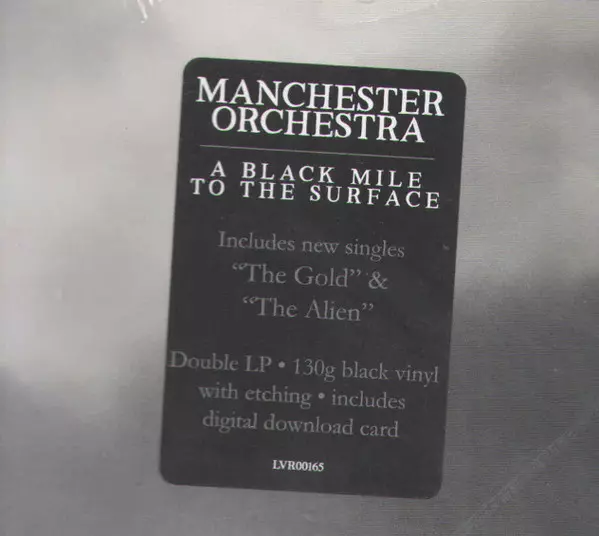 MANCHESTER
ORCHESTRA
A BLACK MILE
TO THE SURFACE
Includes new singles
“The Gold” &
“The Alien”
Double LP • 130g black vinyl
with etching • includes
digital download card
LVR00165